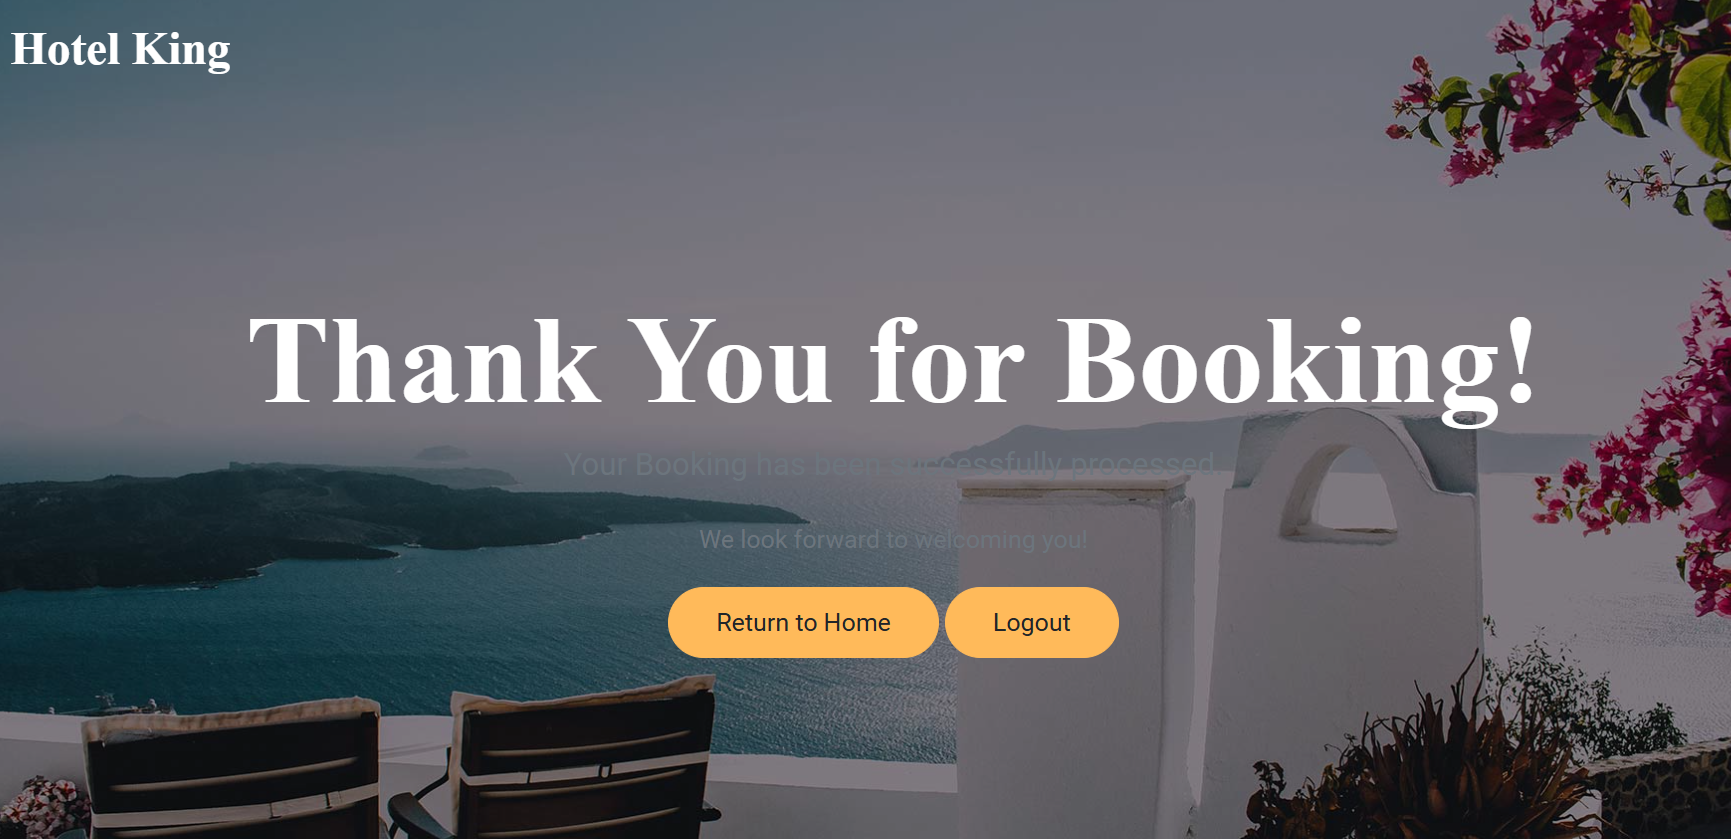 Hotel King
Thank You for Booking!
Your Booking has been successfully processed.
We look forward to welcoming you!
Return to Home
Logout